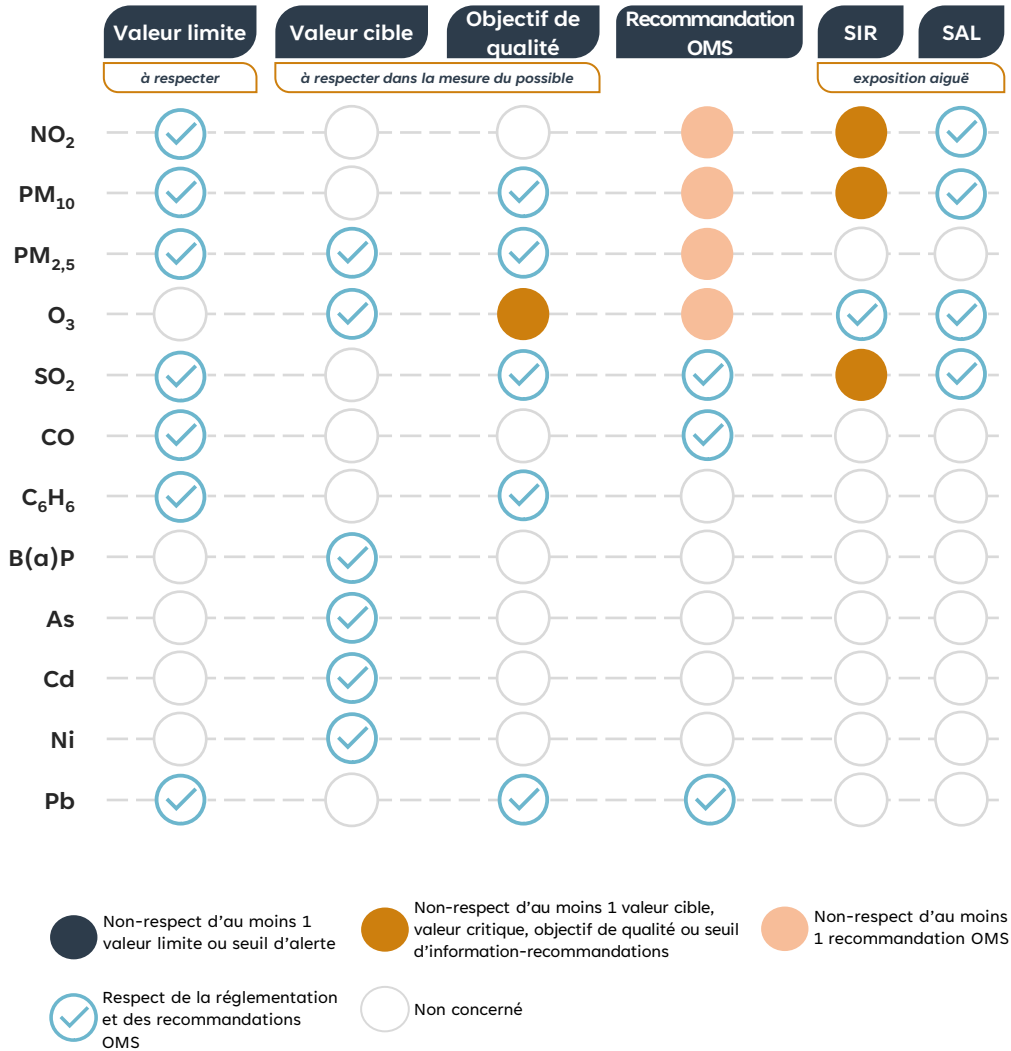 Valeur limite
Valeur cible
Objectif de
qualité
Recommandation
OMS
SIR
SAL
à respecter
à respecter dans la mesure du possible
exposition aiguë
NO₂
PM₁₀
PM₂,₅
O₃
SO₂
CO
C₆H₆
B(a)P
As
Cd
Ni
Pb
Non-respect d'au moins 1
valeur limite ou seuil d'alerte
Non-respect d'au moins 1 valeur cible,
valeur critique, objectif de qualité ou seuil
d'information-recommandations
Non-respect d'au moins
1 recommandation OMS
Respect de la réglementation
et des recommandations
OMS
Non concerné